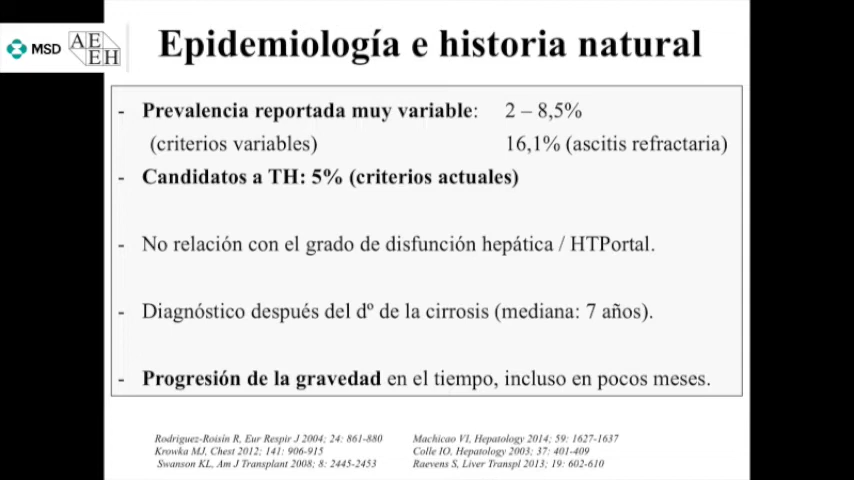 MSD
AE
EH
Epidemiología e historia natural
- Prevalencia reportada muy variable: 2 – 8,5%
(criterios variables) 16,1% (ascitis refractaria)
- Candidatos a TH: 5% (criterios actuales)
- No relación con el grado de disfunción hepática / HTPortal.
- Diagnóstico después del dº de la cirrosis (mediana: 7 años).
- Progresión de la gravedad en el tiempo, incluso en pocos meses.
Rodriguez-Roisín R, Eur Respir J 2004; 24: 861-880
Krowka MJ, Chest 2012; 141: 906-915
Swanson KL, Am J Transplant 2008; 8: 2445-2453
Machicao VI, Hepatology 2014; 59: 1627-1637
Colle IO, Hepatology 2003; 37: 401-409
Raevens S, Liver Transpl 2013; 19: 602-610